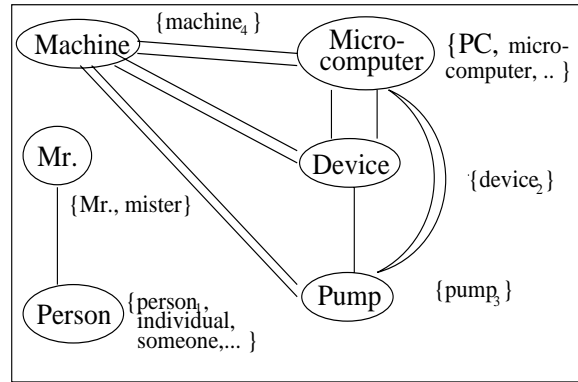 {machine4}
Machine
Micro-
computer
{PC, micro-
computer, .. }
Mr.
Device
{Mr., mister}
{device2}
Person
{person1,
individual,
someone,... }
Pump
{pump3}